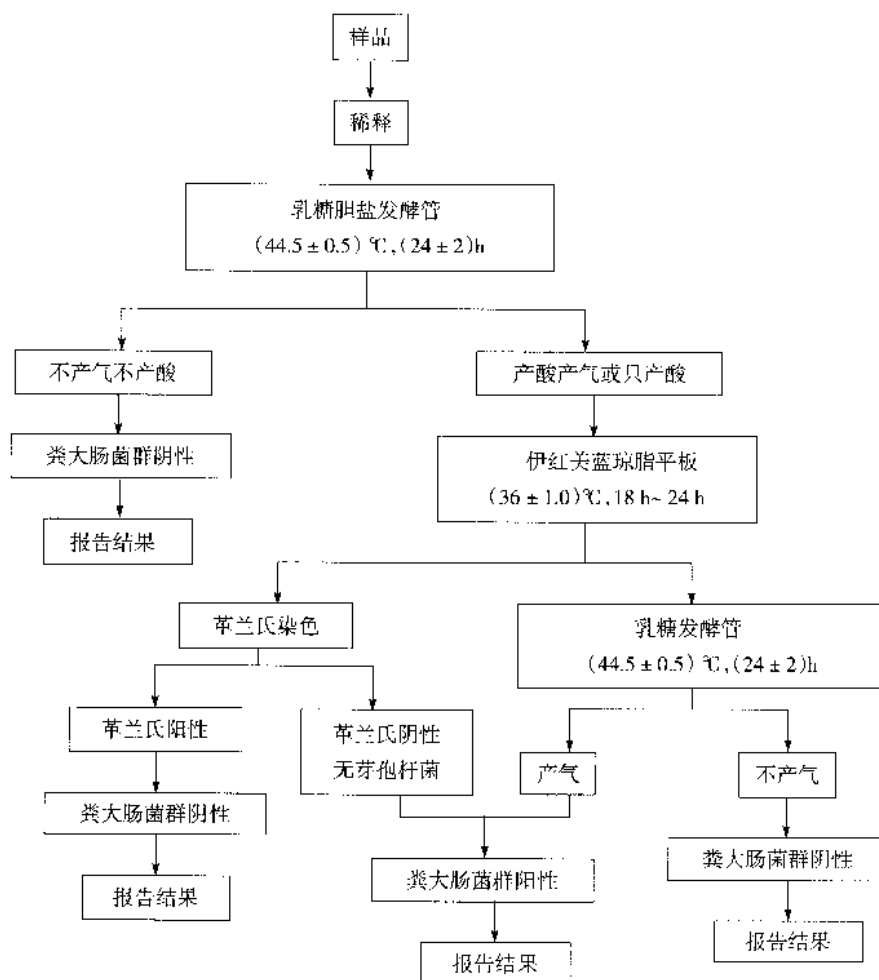 样品
稀释
乳糖胆盐发酵管
(44.5 ± 0.5) ℃,(24 ± 2)h
不产气不产酸
产酸产气或只产酸
粪大肠菌群阴性
伊红美蓝琼脂平板
(36 ± 1.0)℃,18 h~ 24 h
报告结果
革兰氏染色
乳糖发酵管
(44.5 ± 0.5) ℃,(24 ± 2)h
革兰氏阳性
革兰氏阴性
无芽孢杆菌
产气
不产气
粪大肠菌群阴性
粪大肠菌群阳性
粪大肠菌群阴性
报告结果
报告结果
报告结果